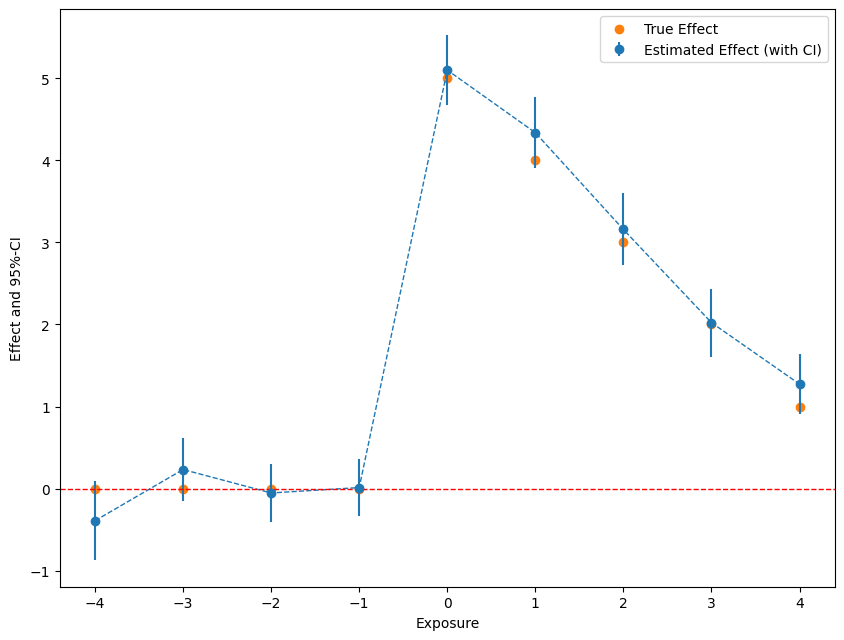 True Effect
Estimated Effect (with CI)
Effect and 95%-CI
5
4
3
2
1
0
−1
−4 −3 −2 −1 0 1 2 3 4
Exposure